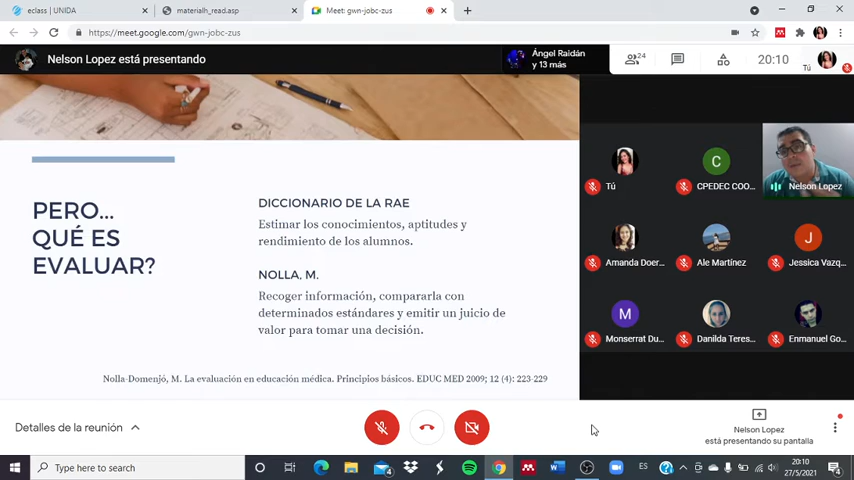 eclass | UNIDA
materialh_read.asp
Meet: gwn-jobc-zus
https://meet.google.com/gwn-jobc-zus
Nelson Lopez está presentando
Ángel Raidán
y 13 más
24
20:10
Tú
PERO...
QUÉ ES
EVALUAR?
DICCIONARIO DE LA RAE
Estimar los conocimientos, aptitudes y
rendimiento de los alumnos.
NOLLA, M.
Recoger información, compararla con
determinados estándares y emitir un juicio de
valor para tomar una decisión.
Nolla-Domenjó, M. La evaluación en educación médica. Principios básicos. EDUC MED 2009; 12 (4): 223-229
Tú
C
CPEDEC COO...
Nelson Lopez
Amanda Doer...
Ale Martínez
J
Jessica Vazq...
M
Monserrat Du...
Danilda Teres...
Enmanuel Go...
Detalles de la reunión
Nelson Lopez
está presentando su pantalla
Type here to search
4
ES
20:10
27/5/2021
4